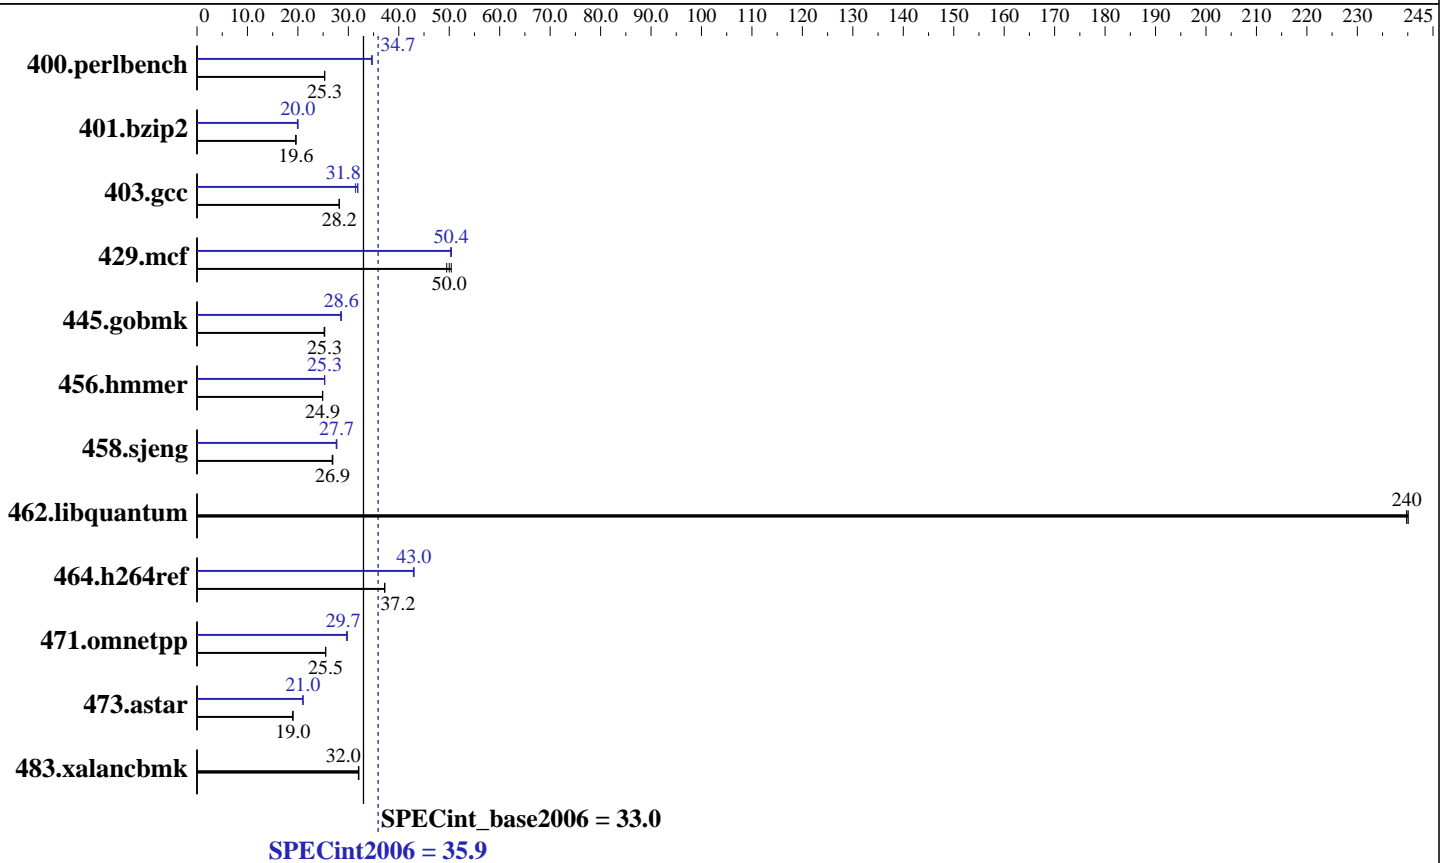 0 10.0 20.0 30.0 40.0 50.0 60.0 70.0 80.0 90.0 100 110 120 130 140 150 160 170 180 190 200 210 220 230 245
34.7
400.perlbench
25.3
20.0
401.bzip2
19.6
31.8
403.gcc
28.2
50.4
429.mcf
50.0
28.6
445.gobmk
25.3
25.3
456.hmmer
24.9
27.7
458.sjeng
26.9
240
462.libquantum
43.0
464.h264ref
37.2
29.7
471.omnetpp
25.5
21.0
473.astar
19.0
32.0
483.xalancbmk
SPECint_base2006 = 33.0
SPECint2006 = 35.9